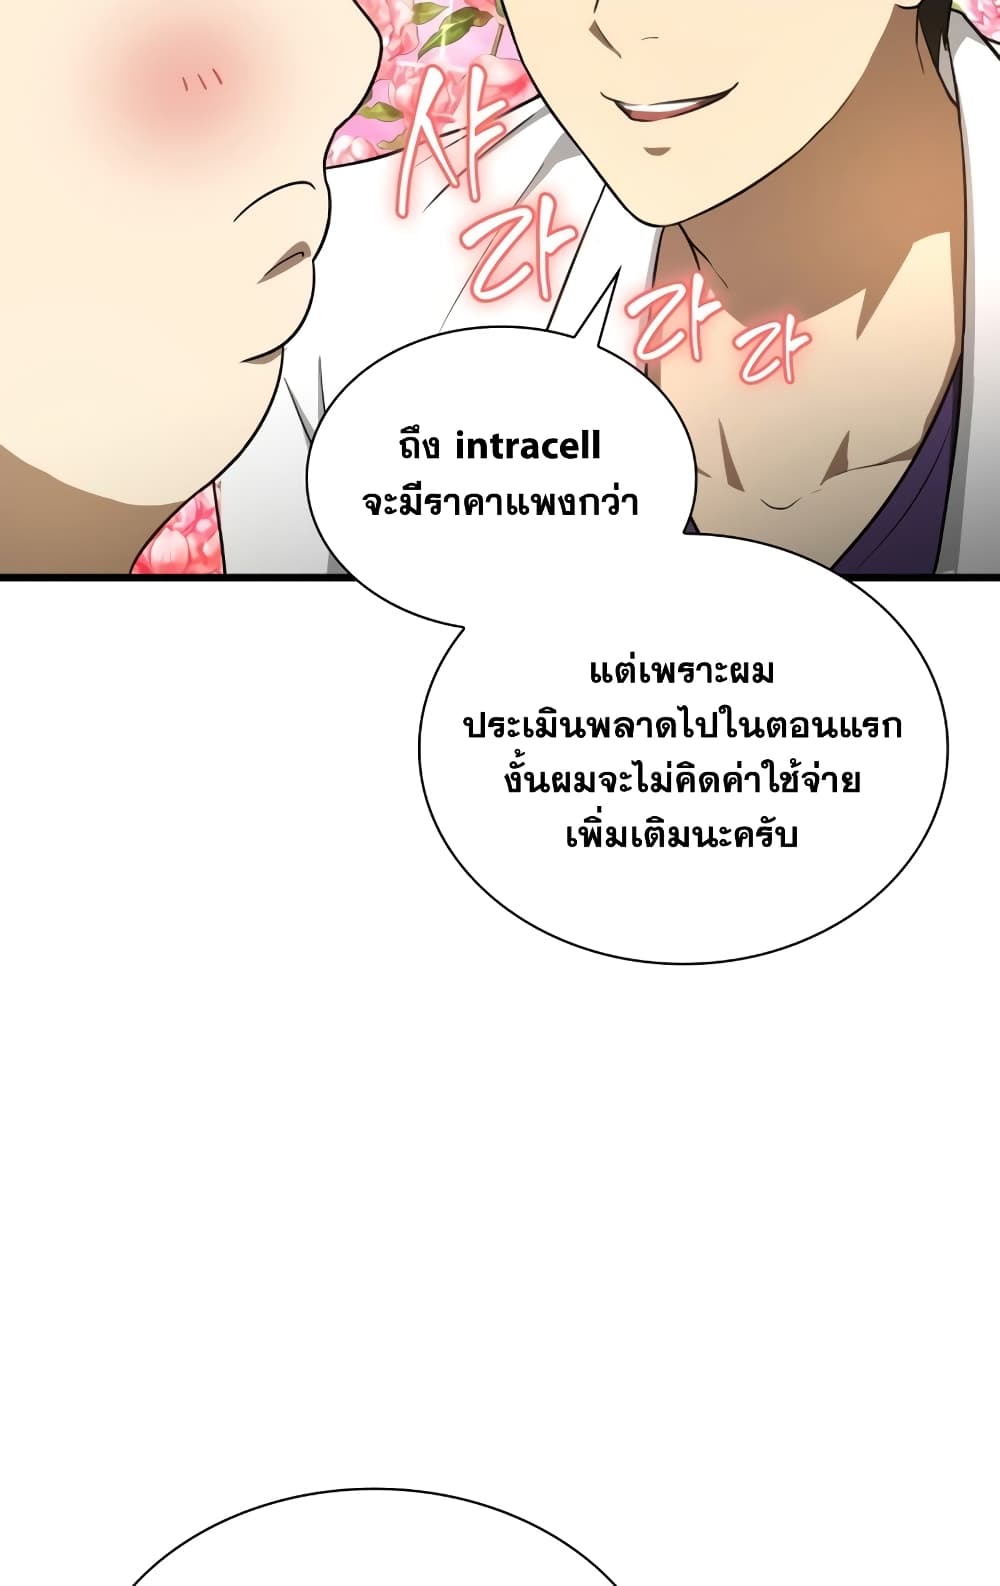 샤
라
라
라
ถึง intracell
จะมีราคาแพงกว่า
แต่เพราะผม
ประเมินพลาดไปในตอนแรก
งั้นผมจะไม่คิดค่าใช้จ่าย
เพิ่มเติมนะครับ